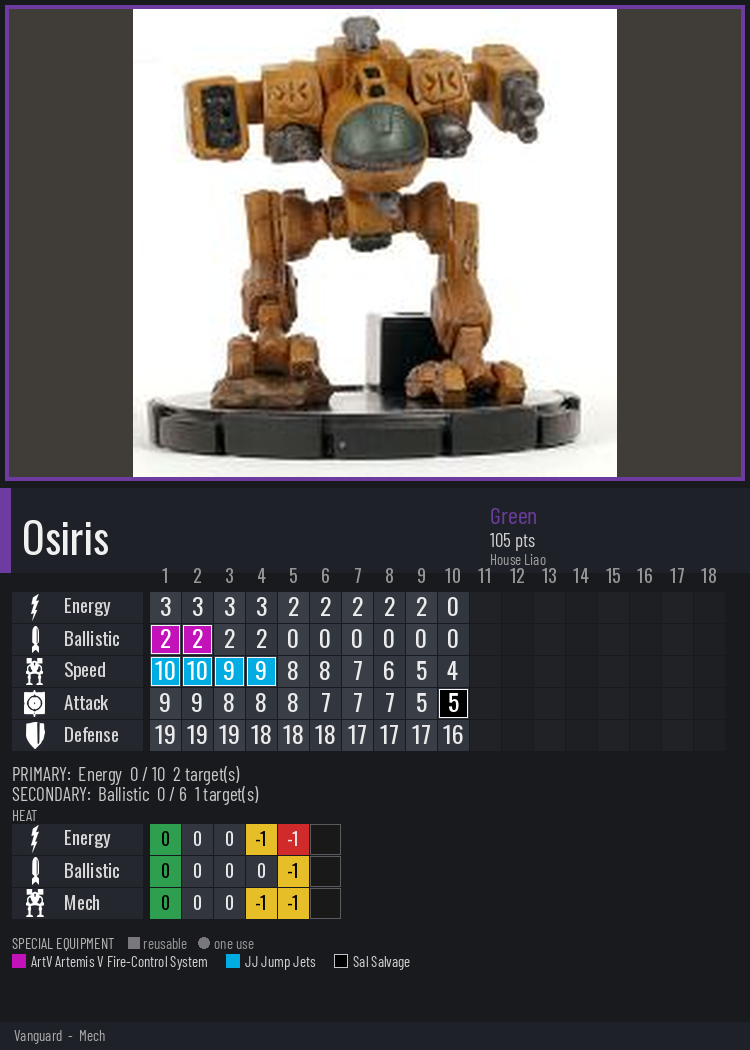 Osiris
Green
105 pts
House Liao
1 2 3 4 5 6 7 8 9 10 11 12 13 14 15 16 17 18
Energy 3 3 3 3 2 2 2 2 2 0
Ballistic 2 2 2 2 0 0 0 0 0 0
Speed 10 10 9 9 8 8 7 6 5 4
Attack 9 9 8 8 8 7 7 7 5 5
Defense 19 19 19 18 18 18 17 17 17 16
PRIMARY: Energy 0 / 10 2 target(s)
SECONDARY: Ballistic 0 / 6 1 target(s)
HEAT
Energy 0 0 0 -1 -1
Ballistic 0 0 0 0 -1
Mech 0 0 0 -1 -1
SPECIAL EQUIPMENT reusable one use
ArtV Artemis V Fire-Control System JJ Jump Jets Sal Salvage
Vanguard - Mech